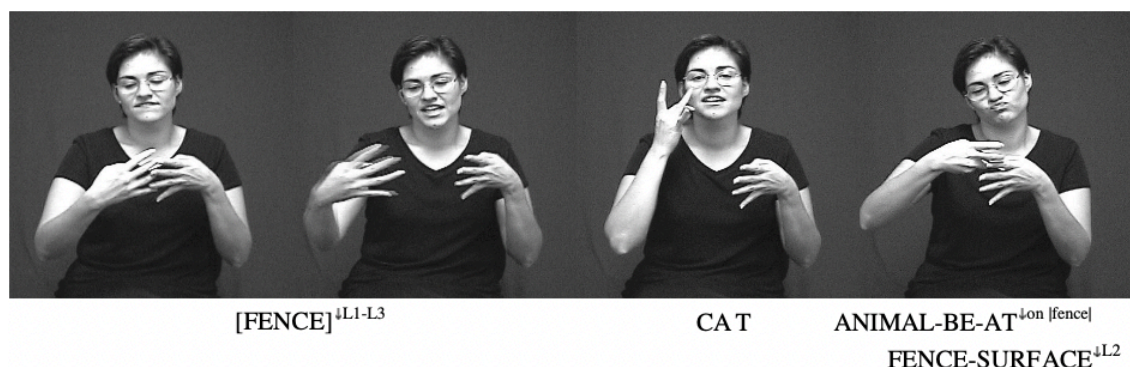 [FENCE]↓L1-L3 CAT ANIMAL-BE-AT↓on |fence|
FENCE-SURFACE↓L2